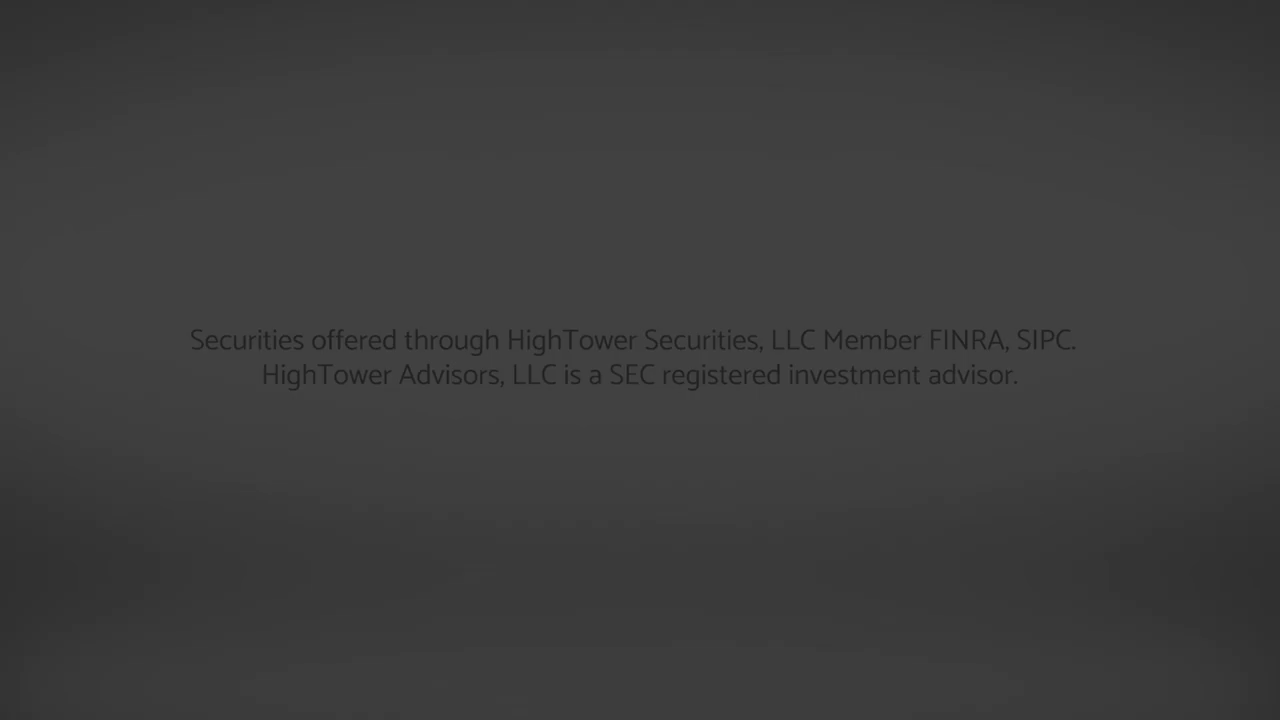 Securities offered through HighTower Securities, LLC Member FINRA, SIPC.
HighTower Advisors, LLC is a SEC registered investment advisor.